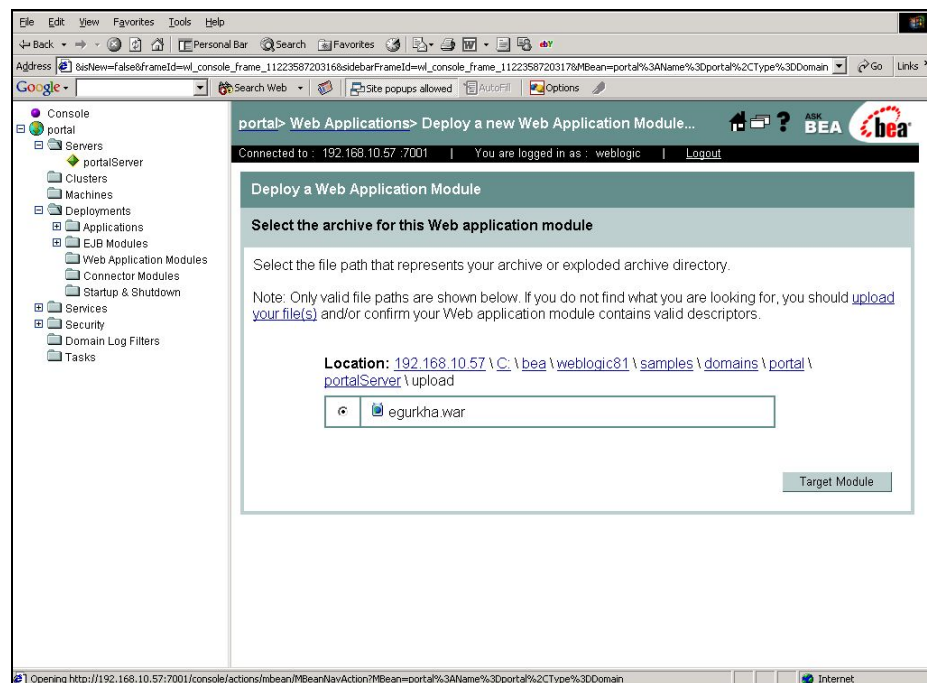 File Edit View Favorites Tools Help
Back Personal Bar Search Favorites
Address &isNew=false&frameId=wl_console_frame_1122358720316&sidebarFrameId=wl_console_frame_1122358720317&MBean=portal%3AName%3Dportal%2CType%3DDomain Go Links
Google Search Web Site popups allowed AutoFill Options
Console
portal
Servers
portalServer
Clusters
Machines
Deployments
Applications
EJB Modules
Web Application Modules
Connector Modules
Startup & Shutdown
Services
Security
Domain Log Filters
Tasks
portal> Web Applications> Deploy a new Web Application Module... ? ASK BEA bea
Connected to : 192.168.10.57 :7001 | You are logged in as : weblogic | Logout
Deploy a Web Application Module
Select the archive for this Web application module
Select the file path that represents your archive or exploded archive directory.
Note: Only valid file paths are shown below. If you do not find what you are looking for, you should upload
your file(s) and/or confirm your Web application module contains valid descriptors.
Location: 192.168.10.57 \ C: \ bea \ weblogic81 \ samples \ domains \ portal \
portalServer \ upload
egurkha.war
Target Module
Opening http://192.168.10.57:7001/console/actions/mbean/MBeanNavAction?MBean=portal%3AName%3Dportal%2CType%3DDomain Internet